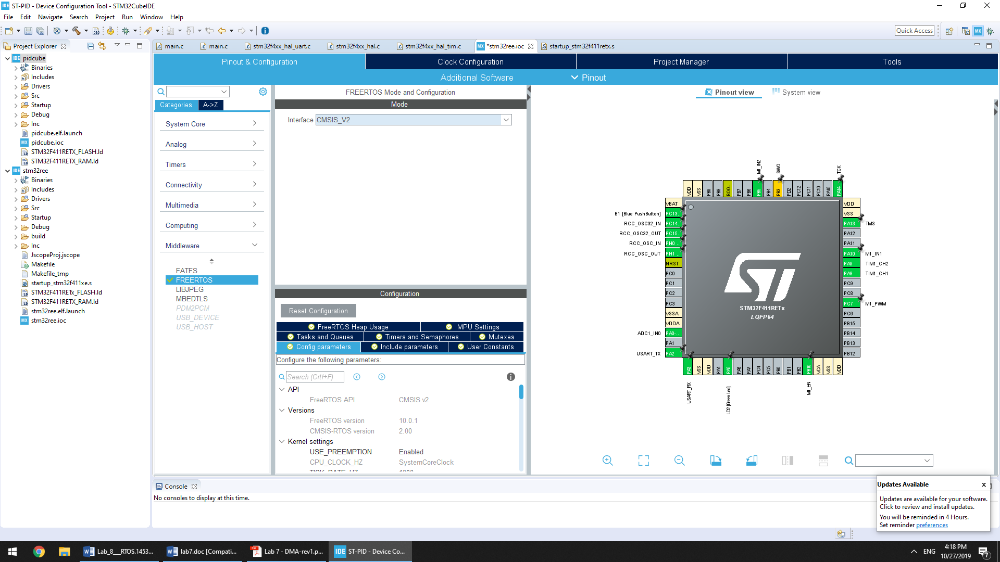 ST-PID - Device Configuration Tool - STM32CubeIDE
File Edit Navigate Search Project Run Window Help
Quick Access
Project Explorer
main.c
main.c
stm32f4xx_hal_uart.c
stm32f4xx_hal.c
stm32f4xx_hal_tim.c
*stm32ree.ioc
startup_stm32f411retx.s
pidcube
Binaries
Includes
Drivers
Src
Startup
Debug
Inc
pidcube.elf.launch
pidcube.ioc
STM32F411RETX_FLASH.ld
STM32F411RETX_RAM.ld
stm32ree
Binaries
Includes
Drivers
Src
Startup
Debug
build
Inc
JscopeProj.jscope
Makefile
Makefile_tmp
startup_stm32f411xe.s
STM32F411RETx_FLASH.ld
STM32F411RETX_RAM.ld
stm32ree.elf.launch
stm32ree.ioc
Pinout & Configuration
Clock Configuration
Project Manager
Tools
Additional Software
Pinout
Categories
A->Z
System Core
Analog
Timers
Connectivity
Multimedia
Computing
Middleware
FATFS
FREERTOS
LIBJPEG
MBEDTLS
PDM2PCM
USB_DEVICE
USB_HOST
FREERTOS Mode and Configuration
Mode
Interface CMSIS_V2
Configuration
Reset Configuration
FreeRTOS Heap Usage
MPU Settings
Tasks and Queues
Timers and Semaphores
Mutexes
Config parameters
Include parameters
User Constants
Configure the following parameters:
Search (CrtI+F)
API
FreeRTOS API CMSIS v2
Versions
FreeRTOS version 10.0.1
CMSIS-RTOS version 2.00
Kernel settings
USE_PREEMPTION Enabled
CPU_CLOCK_HZ SystemCoreClock
TICK_RATE_HZ 1000
Pinout view
System view
M1_IN2
SWO
TCK
VDD
VSS
PB9
PB8
BOO..
PB7
PB6
PB5
PB4
PB3
PD2
PC12
PC11
PC10
PA15
PA14
VBAT
B1 [Blue PushButton] PC13..
RCC_OSC32_IN PC14..
RCC_OSC32_OUT PC15..
RCC_OSC_IN PH0 ..
RCC_OSC_OUT PH1 ..
NRST
PC0
PC1
PC2
PC3
VSSA
VDDA
ADC1_IN0 PA0-..
PA1
USART_TX PA2
VDD
VSS
PA13 TMS
PA12
PA11
PA10 M1_IN1
PA9 TIM1_CH2
PA8 TIM1_CH1
PC9
PC8
PC7 M1_PWM
PC6
PB15
PB14
PB13
PB12
STM32F411RETx
LQFP64
PA3
VSS
VDD
PA4
PA5
PA6
PA7
PC4
PC5
PB0
PB1
PB2
PB10
VCA..
VSS
VDD
USART_RX
LD2 [Green Led]
M1_EN
Console
No consoles to display at this time.
Updates Available
Updates are available for your software.
Click to review and install updates.
You will be reminded in 4 Hours.
Set reminder preferences
Lab_8___RTOS.1453...
lab7.doc [Compati...
Lab 7 - DMA-rev1.p...
ST-PID - Device Co...
ENG
4:18 PM
10/27/2019
7